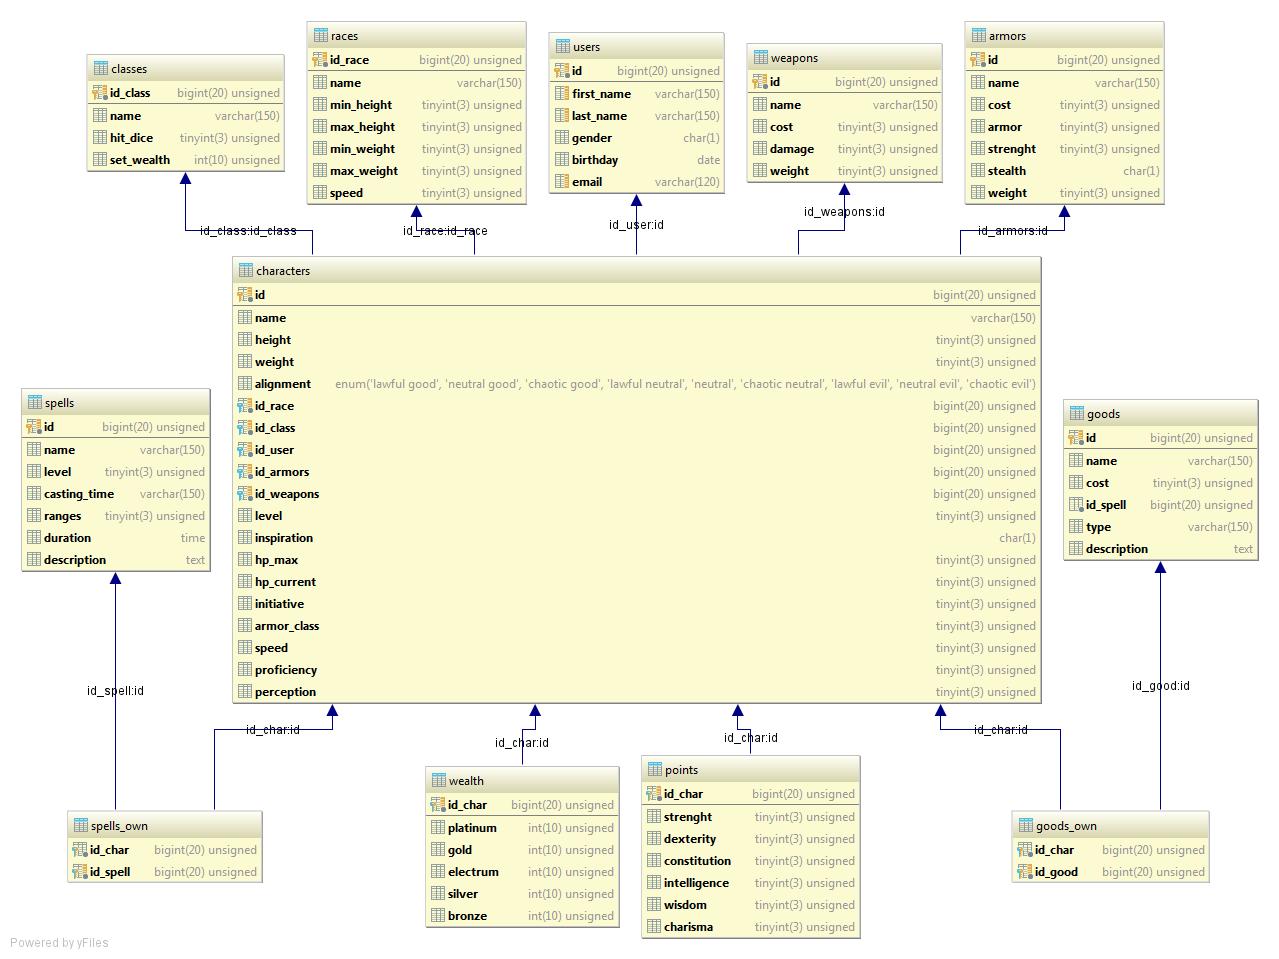 classes
id_class bigint(20) unsigned
name varchar(150)
hit_dice tinyint(3) unsigned
set_wealth int(10) unsigned
races
id_race bigint(20) unsigned
name varchar(150)
min_height tinyint(3) unsigned
max_height tinyint(3) unsigned
min_weight tinyint(3) unsigned
max_weight tinyint(3) unsigned
speed tinyint(3) unsigned
users
id bigint(20) unsigned
first_name varchar(150)
last_name varchar(150)
gender char(1)
birthday date
email varchar(120)
weapons
id bigint(20) unsigned
name varchar(150)
cost tinyint(3) unsigned
damage tinyint(3) unsigned
weight tinyint(3) unsigned
armors
id bigint(20) unsigned
name varchar(150)
cost tinyint(3) unsigned
armor tinyint(3) unsigned
strenght tinyint(3) unsigned
stealth char(1)
weight tinyint(3) unsigned
id_class:id_class
id_race:id_race
id_user:id
id_weapons:id
id_armors:id
characters
id bigint(20) unsigned
name varchar(150)
height tinyint(3) unsigned
weight tinyint(3) unsigned
alignment enum('lawful good', 'neutral good', 'chaotic good', 'lawful neutral', 'neutral', 'chaotic neutral', 'lawful evil', 'neutral evil', 'chaotic evil')
id_race bigint(20) unsigned
id_class bigint(20) unsigned
id_user bigint(20) unsigned
id_armors bigint(20) unsigned
id_weapons bigint(20) unsigned
level tinyint(3) unsigned
inspiration char(1)
hp_max tinyint(3) unsigned
hp_current tinyint(3) unsigned
initiative tinyint(3) unsigned
armor_class tinyint(3) unsigned
speed tinyint(3) unsigned
proficiency tinyint(3) unsigned
perception tinyint(3) unsigned
spells
id bigint(20) unsigned
name varchar(150)
level tinyint(3) unsigned
casting_time varchar(150)
ranges tinyint(3) unsigned
duration time
description text
goods
id bigint(20) unsigned
name varchar(150)
cost tinyint(3) unsigned
id_spell bigint(20) unsigned
type varchar(150)
description text
id_spell:id
id_good:id
id_char:id
id_char:id
id_char:id
id_char:id
spells_own
id_char bigint(20) unsigned
id_spell bigint(20) unsigned
wealth
id_char bigint(20) unsigned
platinum int(10) unsigned
gold int(10) unsigned
electrum int(10) unsigned
silver int(10) unsigned
bronze int(10) unsigned
points
id_char bigint(20) unsigned
strenght tinyint(3) unsigned
dexterity tinyint(3) unsigned
constitution tinyint(3) unsigned
intelligence tinyint(3) unsigned
wisdom tinyint(3) unsigned
charisma tinyint(3) unsigned
goods_own
id_char bigint(20) unsigned
id_good bigint(20) unsigned
Powered by yFiles